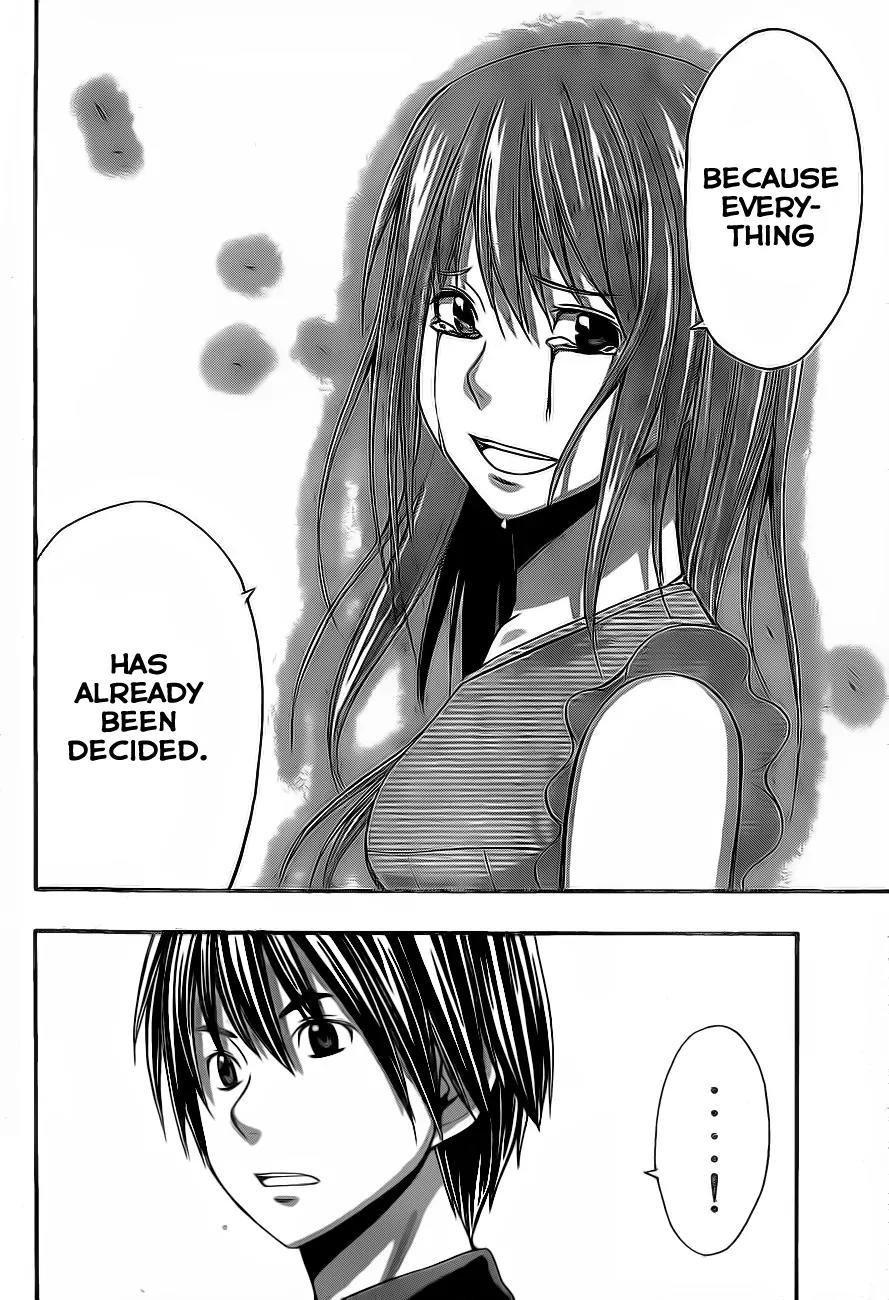 BECAUSE
EVERY-
THING
HAS
ALREADY
BEEN
DECIDED.
.....!